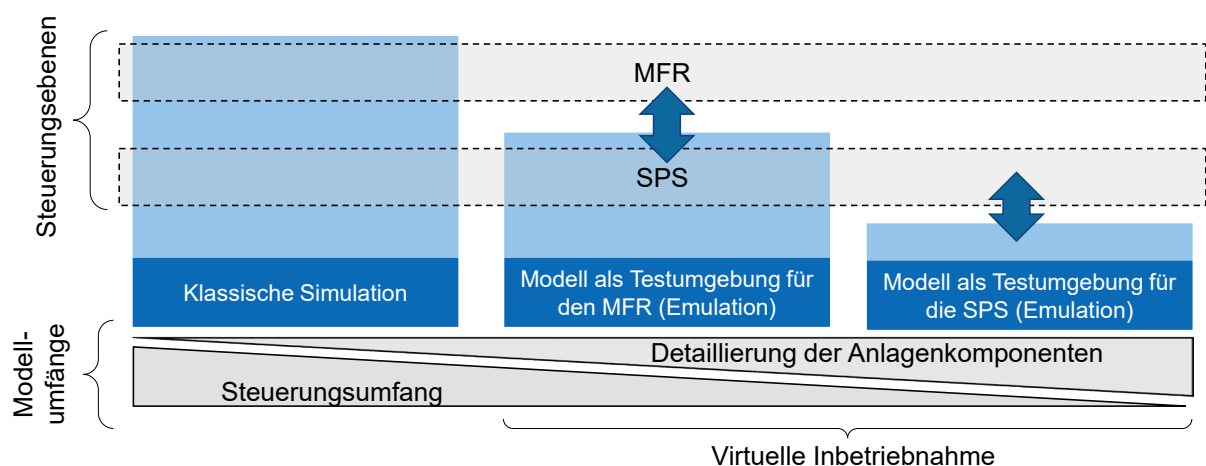 Steuerungsebenen
MFR
SPS
Klassische Simulation
Modell als Testumgebung für
den MFR (Emulation)
Modell als Testumgebung für
die SPS (Emulation)
Modell-
umfänge
Detaillierung der Anlagenkomponenten
Steuerungsumfang
Virtuelle Inbetriebnahme